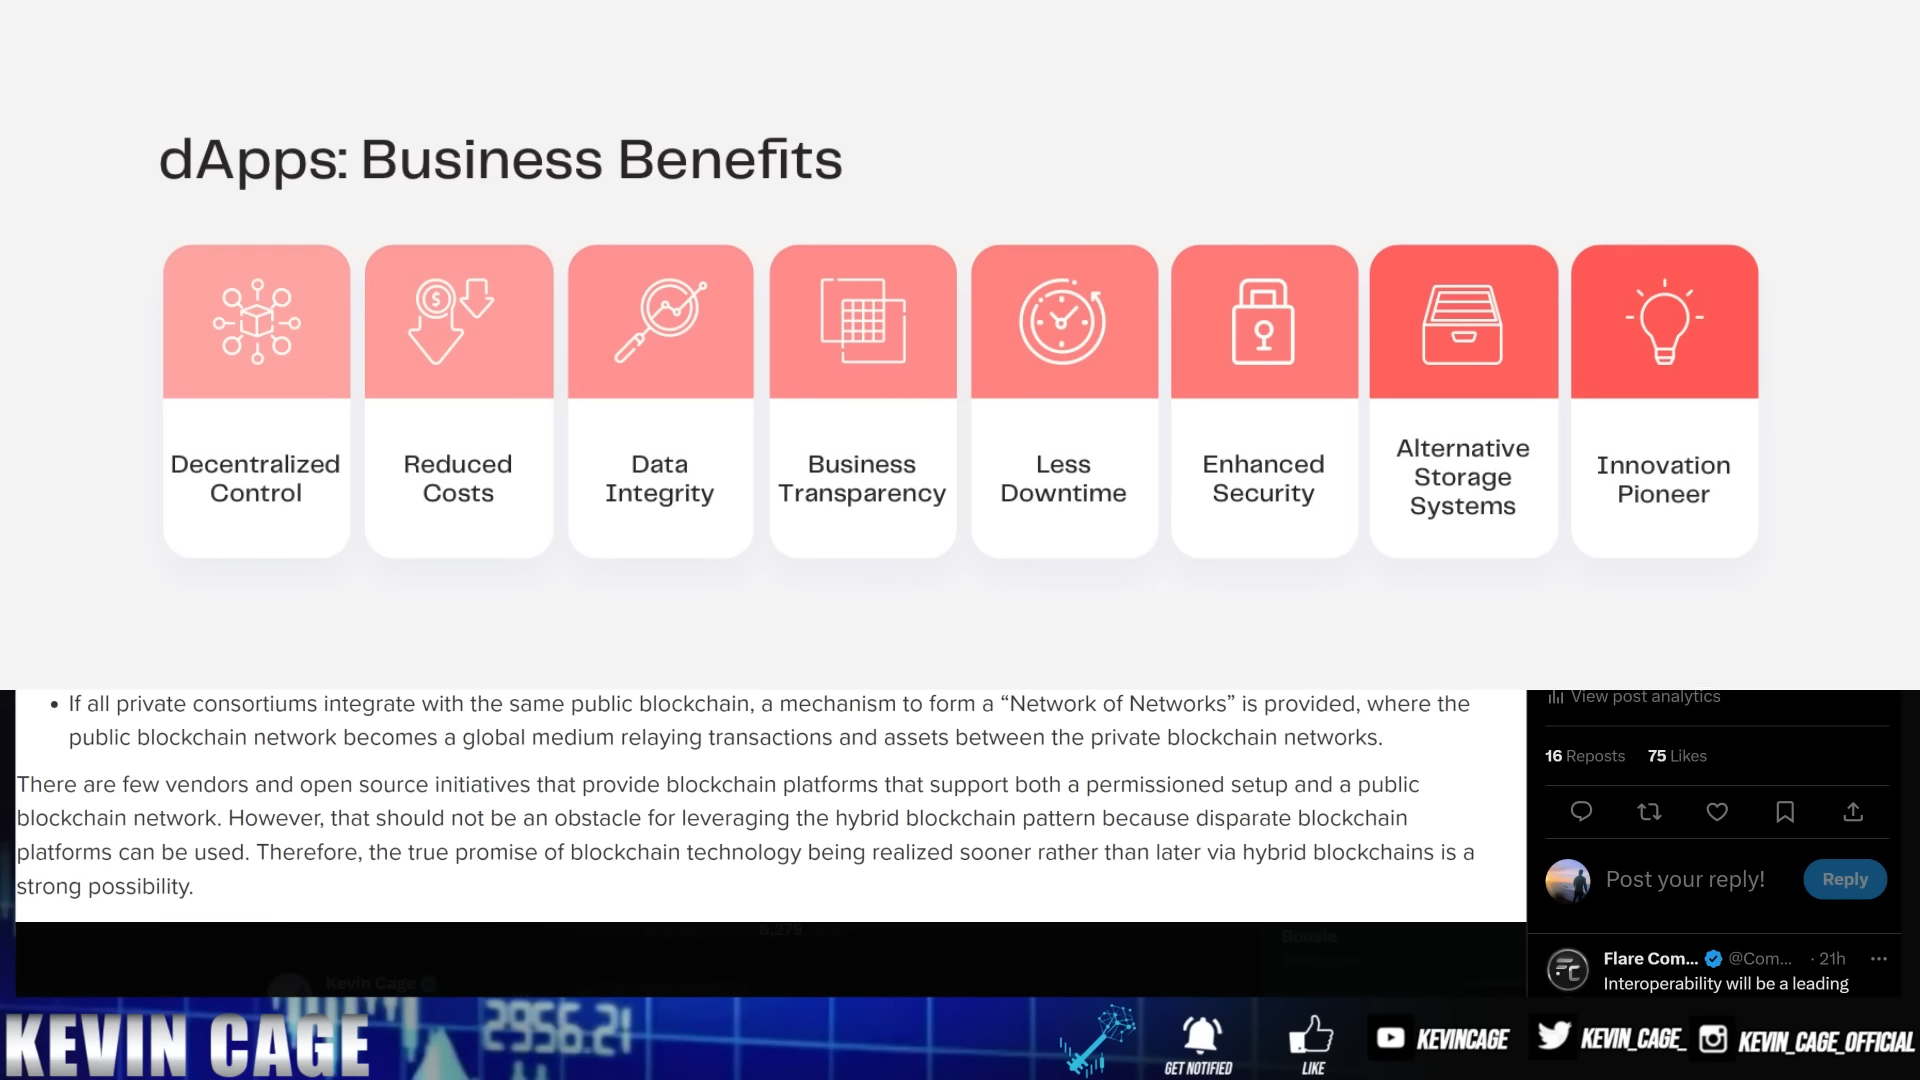 dApps: Business Benefits
Decentralized
Control
Reduced
Costs
Data
Integrity
Business
Transparency
Less
Downtime
Enhanced
Security
Alternative
Storage
Systems
Innovation
Pioneer
• If all private consortiums integrate with the same public blockchain, a mechanism to form a “Network of Networks” is provided, where the
public blockchain network becomes a global medium relaying transactions and assets between the private blockchain networks.
There are few vendors and open source initiatives that provide blockchain platforms that support both a permissioned setup and a public
blockchain network. However, that should not be an obstacle for leveraging the hybrid blockchain pattern because disparate blockchain
platforms can be used. Therefore, the true promise of blockchain technology being realized sooner rather than later via hybrid blockchains is a
strong possibility.
View post analytics
16 Reposts 75 Likes
Post your reply!
Reply
Flare Com... @Com... · 21h
Interoperability will be a leading
8,279
Bonsie
Kevin Cage
KEVIN CAGE
2956.21
GET NOTIFIED
LIKE
KEVINCAGE
KEVIN_CAGE_
KEVIN_CAGE_OFFICIAL